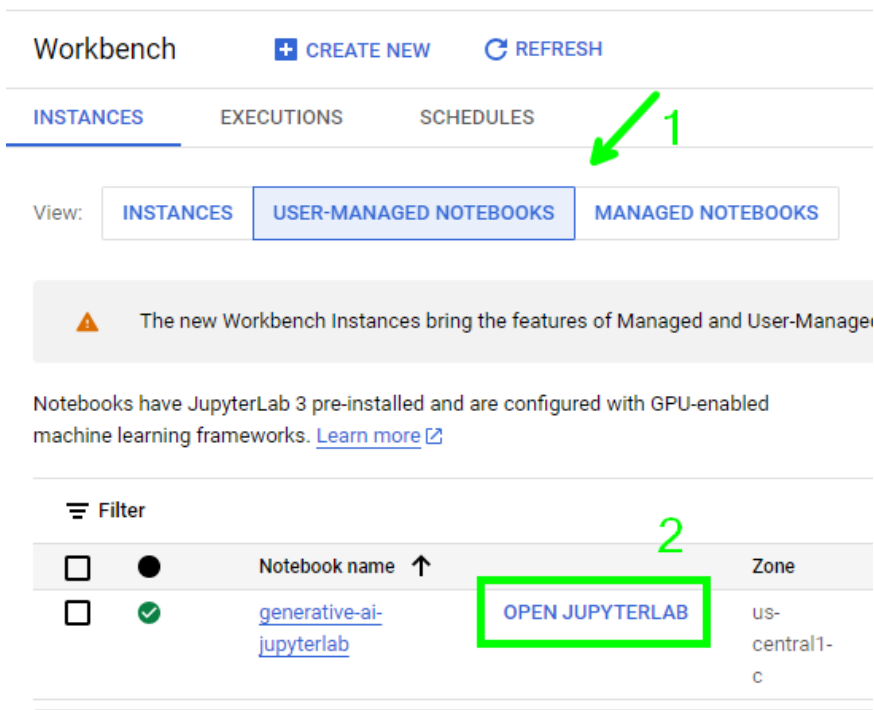 Workbench CREATE NEW REFRESH
INSTANCES EXECUTIONS SCHEDULES
1
View: INSTANCES USER-MANAGED NOTEBOOKS MANAGED NOTEBOOKS
The new Workbench Instances bring the features of Managed and User-Managed
Notebooks have JupyterLab 3 pre-installed and are configured with GPU-enabled
machine learning frameworks. Learn more
Filter
2
Notebook name Zone
generative-ai- OPEN JUPYTERLAB us-
jupyterlab central1-
c